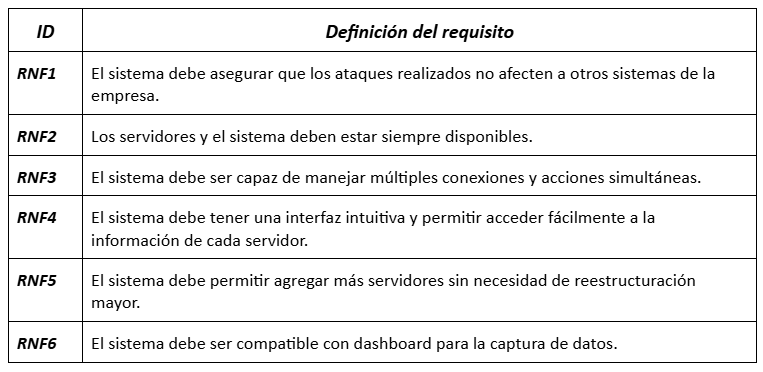 ID Definición del requisito
RNF1 El sistema debe asegurar que los ataques realizados no afecten a otros sistemas de la
empresa.
RNF2 Los servidores y el sistema deben estar siempre disponibles.
RNF3 El sistema debe ser capaz de manejar múltiples conexiones y acciones simultáneas.
RNF4 El sistema debe tener una interfaz intuitiva y permitir acceder fácilmente a la
información de cada servidor.
RNF5 El sistema debe permitir agregar más servidores sin necesidad de reestructuración
mayor.
RNF6 El sistema debe ser compatible con dashboard para la captura de datos.